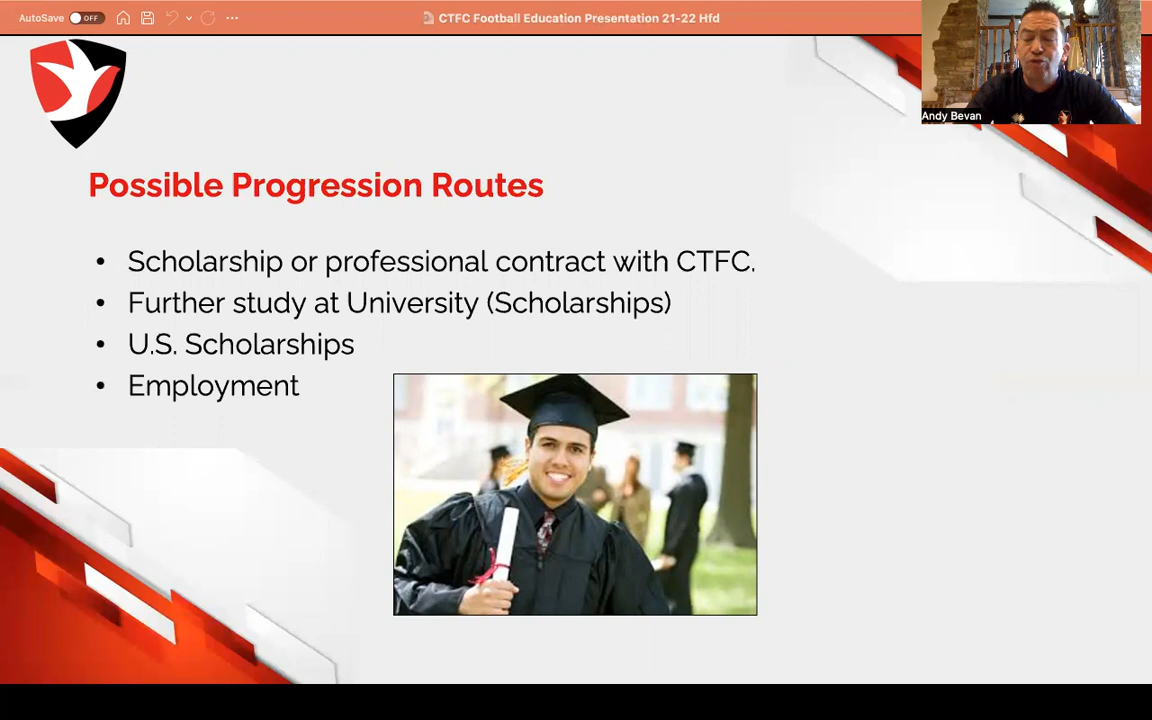 AutoSave OFF
CTFC Football Education Presentation 21-22 Hfd
Andy Bevan
Possible Progression Routes
• Scholarship or professional contract with CTFC.
• Further study at University (Scholarships)
• U.S. Scholarships
• Employment